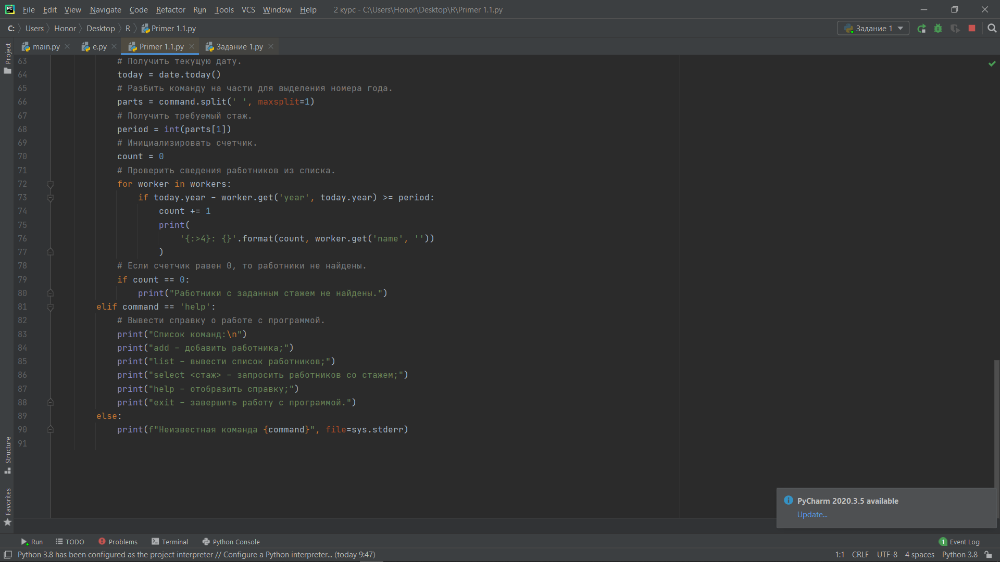 PC File Edit View Navigate Code Refactor Run Tools VCS Window Help 2 курс - C:\Users\Honor\Desktop\R\Primer 1.1.py
C: Users Honor Desktop R Primer 1.1.py Задание 1
main.py e.py Primer 1.1.py Задание 1.py
Project
63 # Получить текущую дату.
64 today = date.today()
65 # Разбить команду на части для выделения номера года.
66 parts = command.split(' ', maxsplit=1)
67 # Получить требуемый стаж.
68 period = int(parts[1])
69 # Инициализировать счетчик.
70 count = 0
71 # Проверить сведения работников из списка.
72 for worker in workers:
73 if today.year - worker.get('year', today.year) >= period:
74 count += 1
75 print(
76 '{:>4}: {}'.format(count, worker.get('name', ''))
77 )
78 # Если счетчик равен 0, то работники не найдены.
79 if count == 0:
80 print("Работники с заданным стажем не найдены.")
81 elif command == 'help':
82 # Вывести справку о работе с программой.
83 print("Список команд:\n")
84 print("add - добавить работника;")
85 print("list - вывести список работников;")
86 print("select <стаж> - запросить работников со стажем;")
87 print("help - отобразить справку;")
88 print("exit - завершить работу с программой.")
89 else:
90 print(f"Неизвестная команда {command}", file=sys.stderr)
91
Structure
Favorites
PyCharm 2020.3.5 available
Update...
Run TODO Problems Terminal Python Console 1 Event Log
Python 3.8 has been configured as the project interpreter // Configure a Python interpreter... (today 9:47) 1:1 CRLF UTF-8 4 spaces Python 3.8